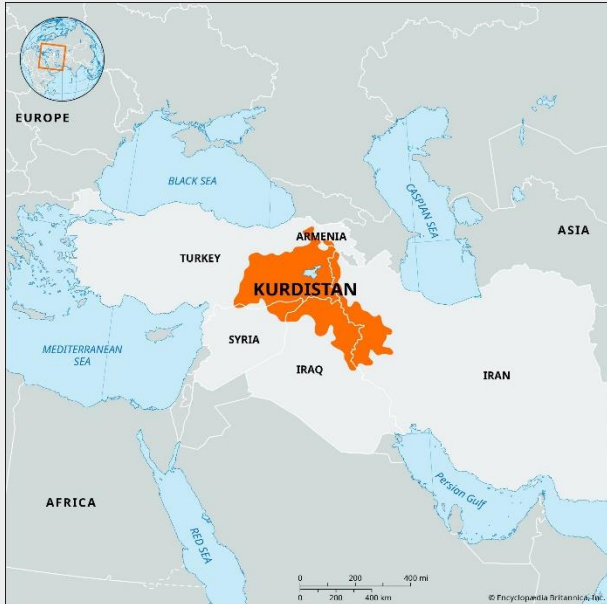 EUROPE
BLACK SEA
CASPIAN SEA
ASIA
ARMENIA
TURKEY
KURDISTAN
SYRIA
MEDITERRANEAN
SEA
IRAQ
IRAN
AFRICA
RED SEA
Persian Gulf
0 200 400 mi
0 200 400 km
© Encyclopædia Britannica, Inc.